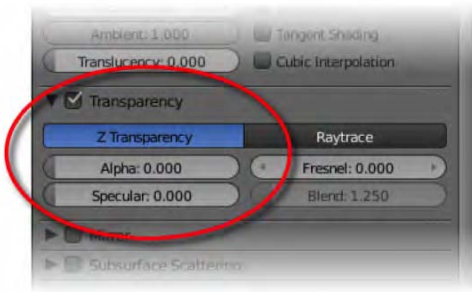 Ambient: 1.000
Tangent Shading
Translucency: 0.000
Cubic Interpolation
Transparency
Z Transparency
Raytrace
Alpha: 0.000
Fresnel: 0.000
Specular: 0.000
Blend: 1.250
Mirror
Subsurface Scattering